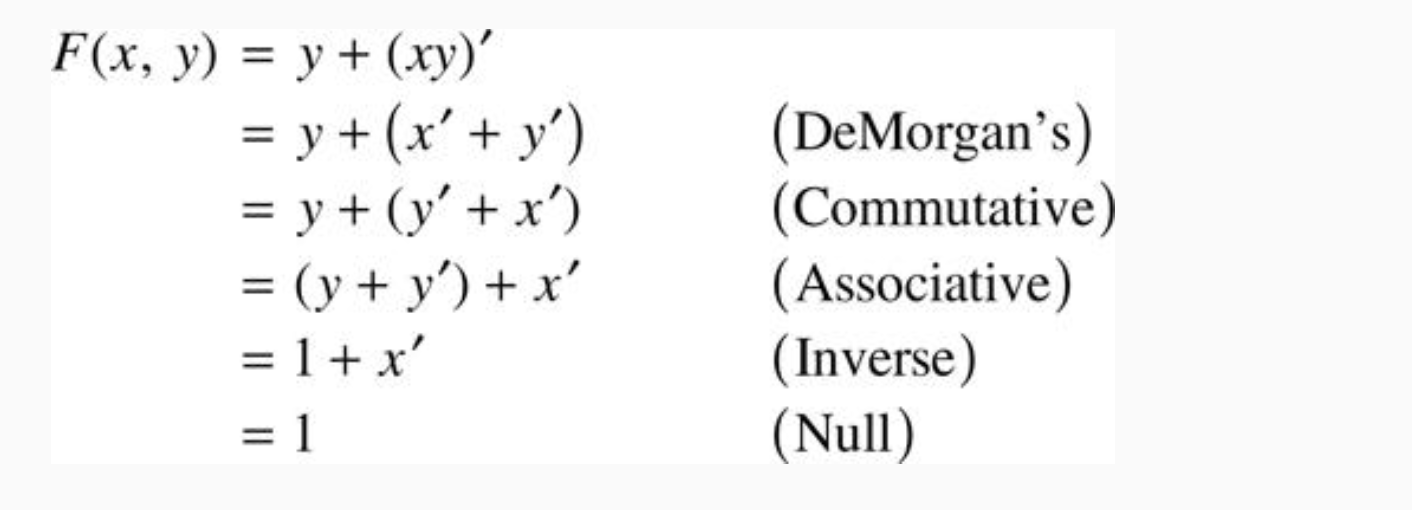 F(x, y) = y + (xy)′
= y + (x′ + y′) (DeMorgan’s)
= y + (y′ + x′) (Commutative)
= (y + y′) + x′ (Associative)
= 1 + x′ (Inverse)
= 1 (Null)